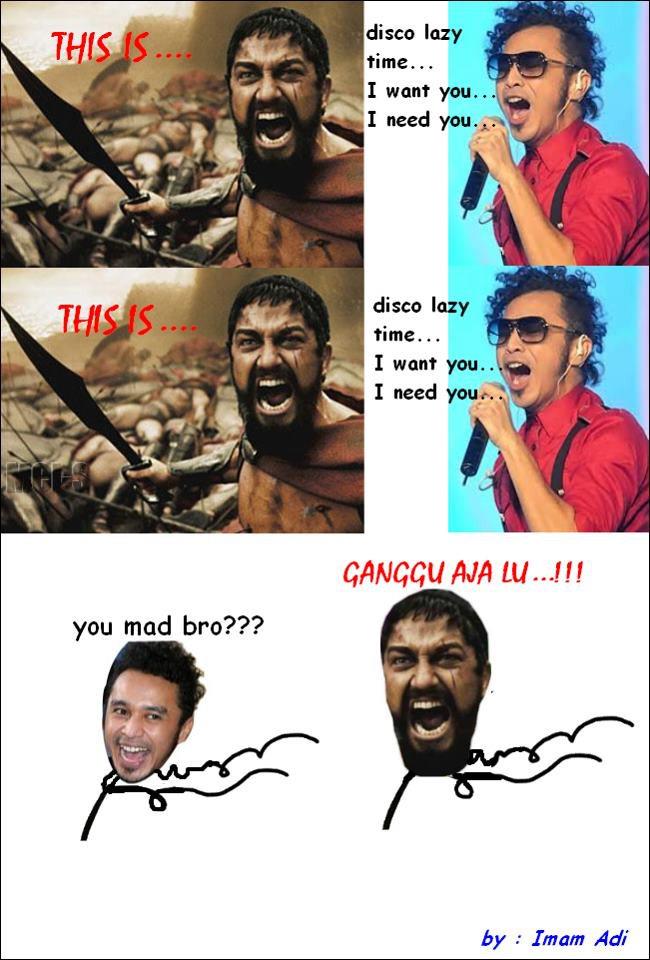 THIS IS ....
disco lazy
time...
I want you...
I need you...
THIS IS ....
disco lazy
time...
I want you...
I need you...
GANGGU AJA LU ...!!!
you mad bro???
by : Imam Adi